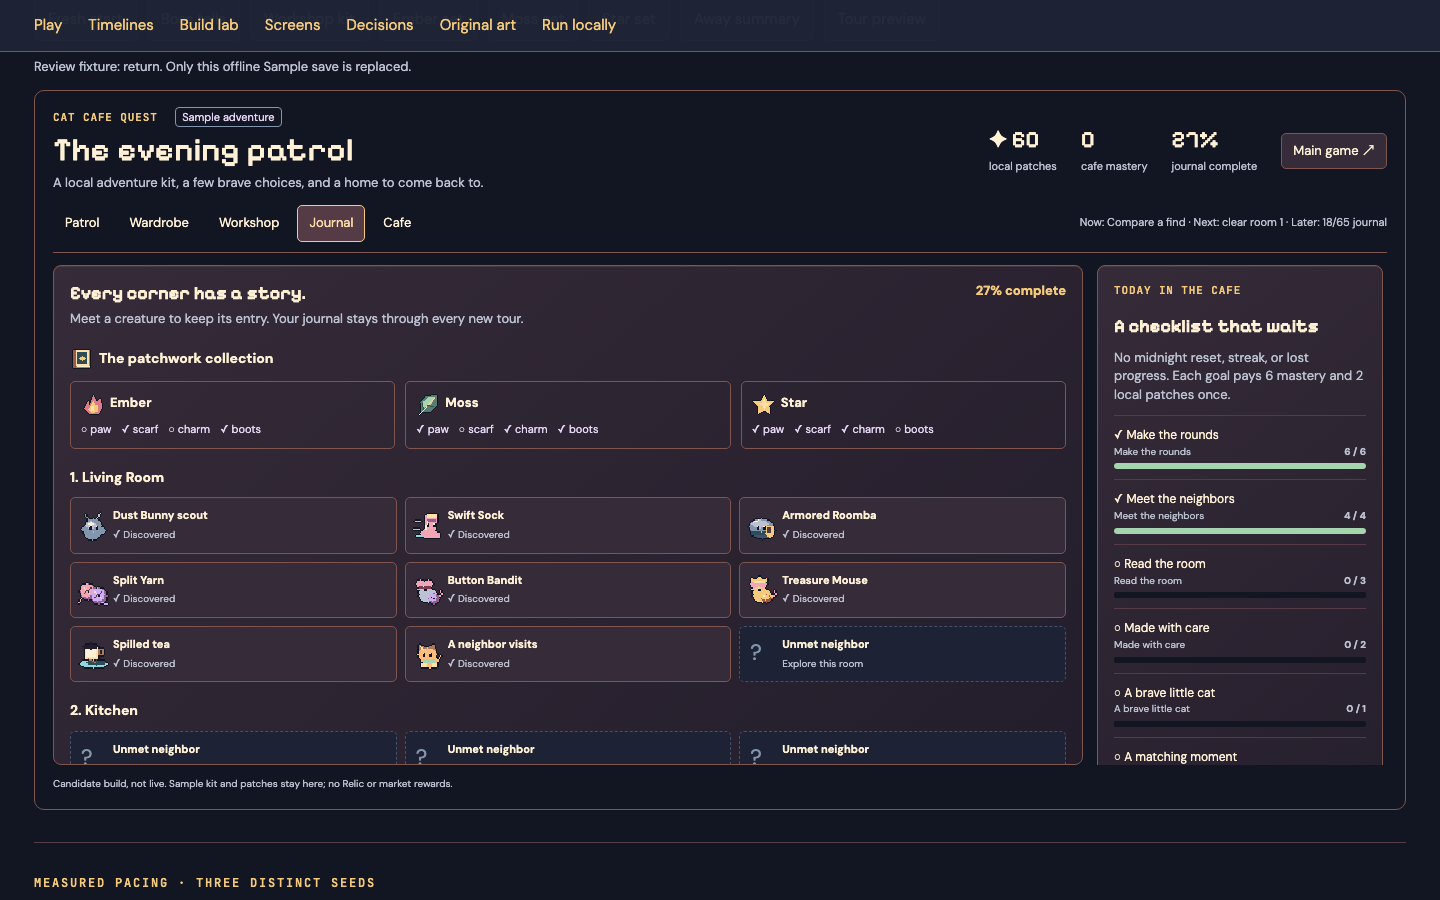 Play Timelines Build lab Screens Decisions Original art Run locally
Away summary Tour preview
Review fixture: return. Only this offline Sample save is replaced.
CAT CAFE QUEST Sample adventure
The evening patrol
A local adventure kit, a few brave choices, and a home to come back to.
✦ 60 0 27%
local patches cafe mastery journal complete
Main game ↗
Patrol Wardrobe Workshop Journal Cafe
Now: Compare a find · Next: clear room 1 · Later: 18/65 journal
Every corner has a story.
27% complete
Meet a creature to keep its entry. Your journal stays through every new tour.
The patchwork collection
Ember
○ paw ✓ scarf ○ charm ✓ boots
Moss
✓ paw ○ scarf ✓ charm ✓ boots
Star
✓ paw ✓ scarf ✓ charm ○ boots
1. Living Room
Dust Bunny scout
✓ Discovered
Swift Sock
✓ Discovered
Armored Roomba
✓ Discovered
Split Yarn
✓ Discovered
Button Bandit
✓ Discovered
Treasure Mouse
✓ Discovered
Spilled tea
✓ Discovered
A neighbor visits
✓ Discovered
?
Unmet neighbor
Explore this room
2. Kitchen
? Unmet neighbor
? Unmet neighbor
? Unmet neighbor
TODAY IN THE CAFE
A checklist that waits
No midnight reset, streak, or lost
progress. Each goal pays 6 mastery and 2
local patches once.
✓ Make the rounds
Make the rounds 6 / 6
✓ Meet the neighbors
Meet the neighbors 4 / 4
○ Read the room
Read the room 0 / 3
○ Made with care
Made with care 0 / 2
○ A brave little cat
A brave little cat 0 / 1
○ A matching moment
Candidate build, not live. Sample kit and patches stay here; no Relic or market rewards.
MEASURED PACING · THREE DISTINCT SEEDS